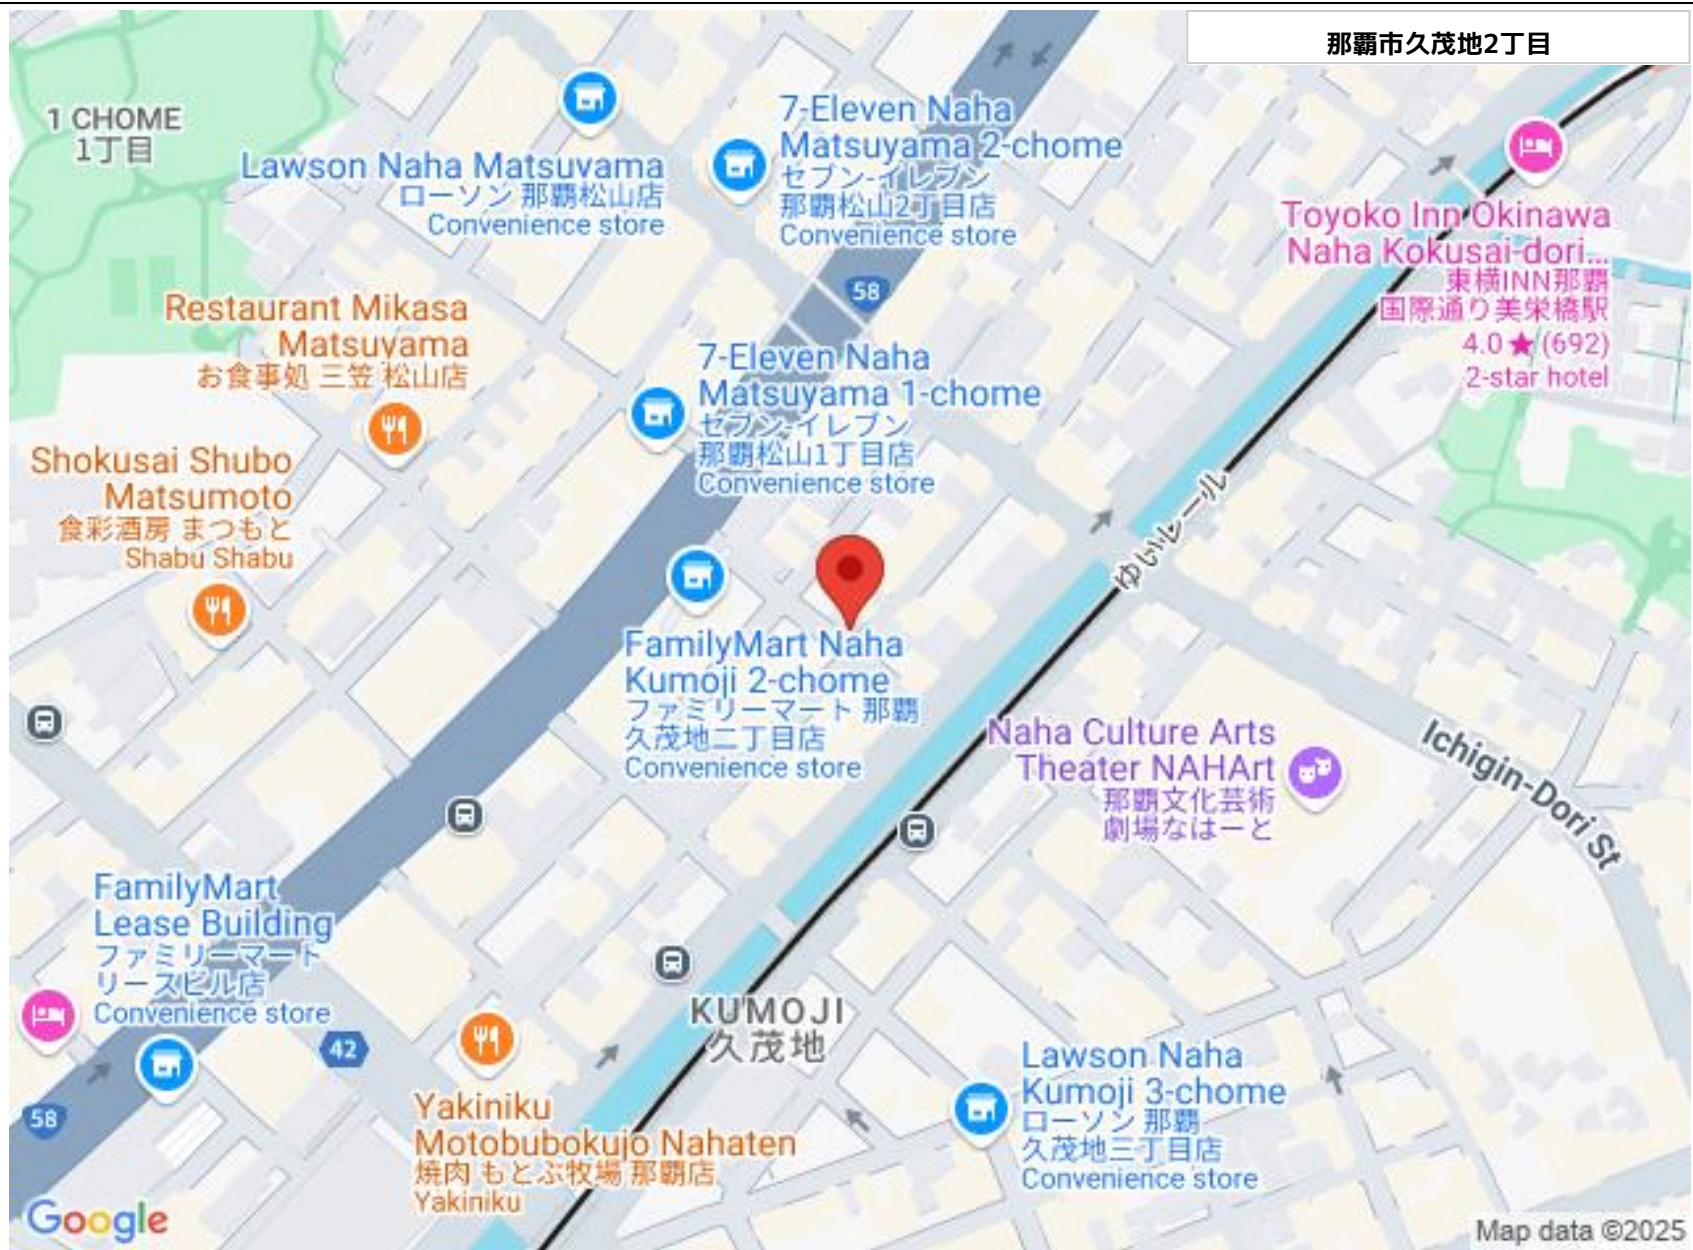 那覇市久茂地2丁目
1 CHOME
1丁目
Lawson Naha Matsuyama
ローソン 那覇松山店
Convenience store
7-Eleven Naha
Matsuyama 2-chome
セブン-イレブン
那覇松山2丁目店
Convenience store
Toyoko Inn Okinawa
Naha Kokusai-dori...
東横INN那覇
国際通り美栄橋駅
4.0★(692)
2-star hotel
58
Restaurant Mikasa
Matsuyama
お食事処 三笠 松山店
7-Eleven Naha
Matsuyama 1-chome
セブン-イレブン
那覇松山1丁目店
Convenience store
Shokusai Shubo
Matsumoto
食彩酒房 まつもと
Shabu Shabu
ゆいレール
FamilyMart Naha
Kumoji 2-chome
ファミリーマート 那覇
久茂地二丁目店
Convenience store
Naha Culture Arts
Theater NAHArt
那覇文化芸術
劇場なはーと
Ichigin-Dori St
FamilyMart
Lease Building
ファミリーマート
リースビル店
Convenience store
42
KUMOJI
久茂地
58
Yakiniku
Motobubokujo Nahaten
焼肉 もとぶ牧場 那覇店
Yakiniku
Lawson Naha
Kumoji 3-chome
ローソン 那覇
久茂地三丁目店
Convenience store
Google
Map data ©2025